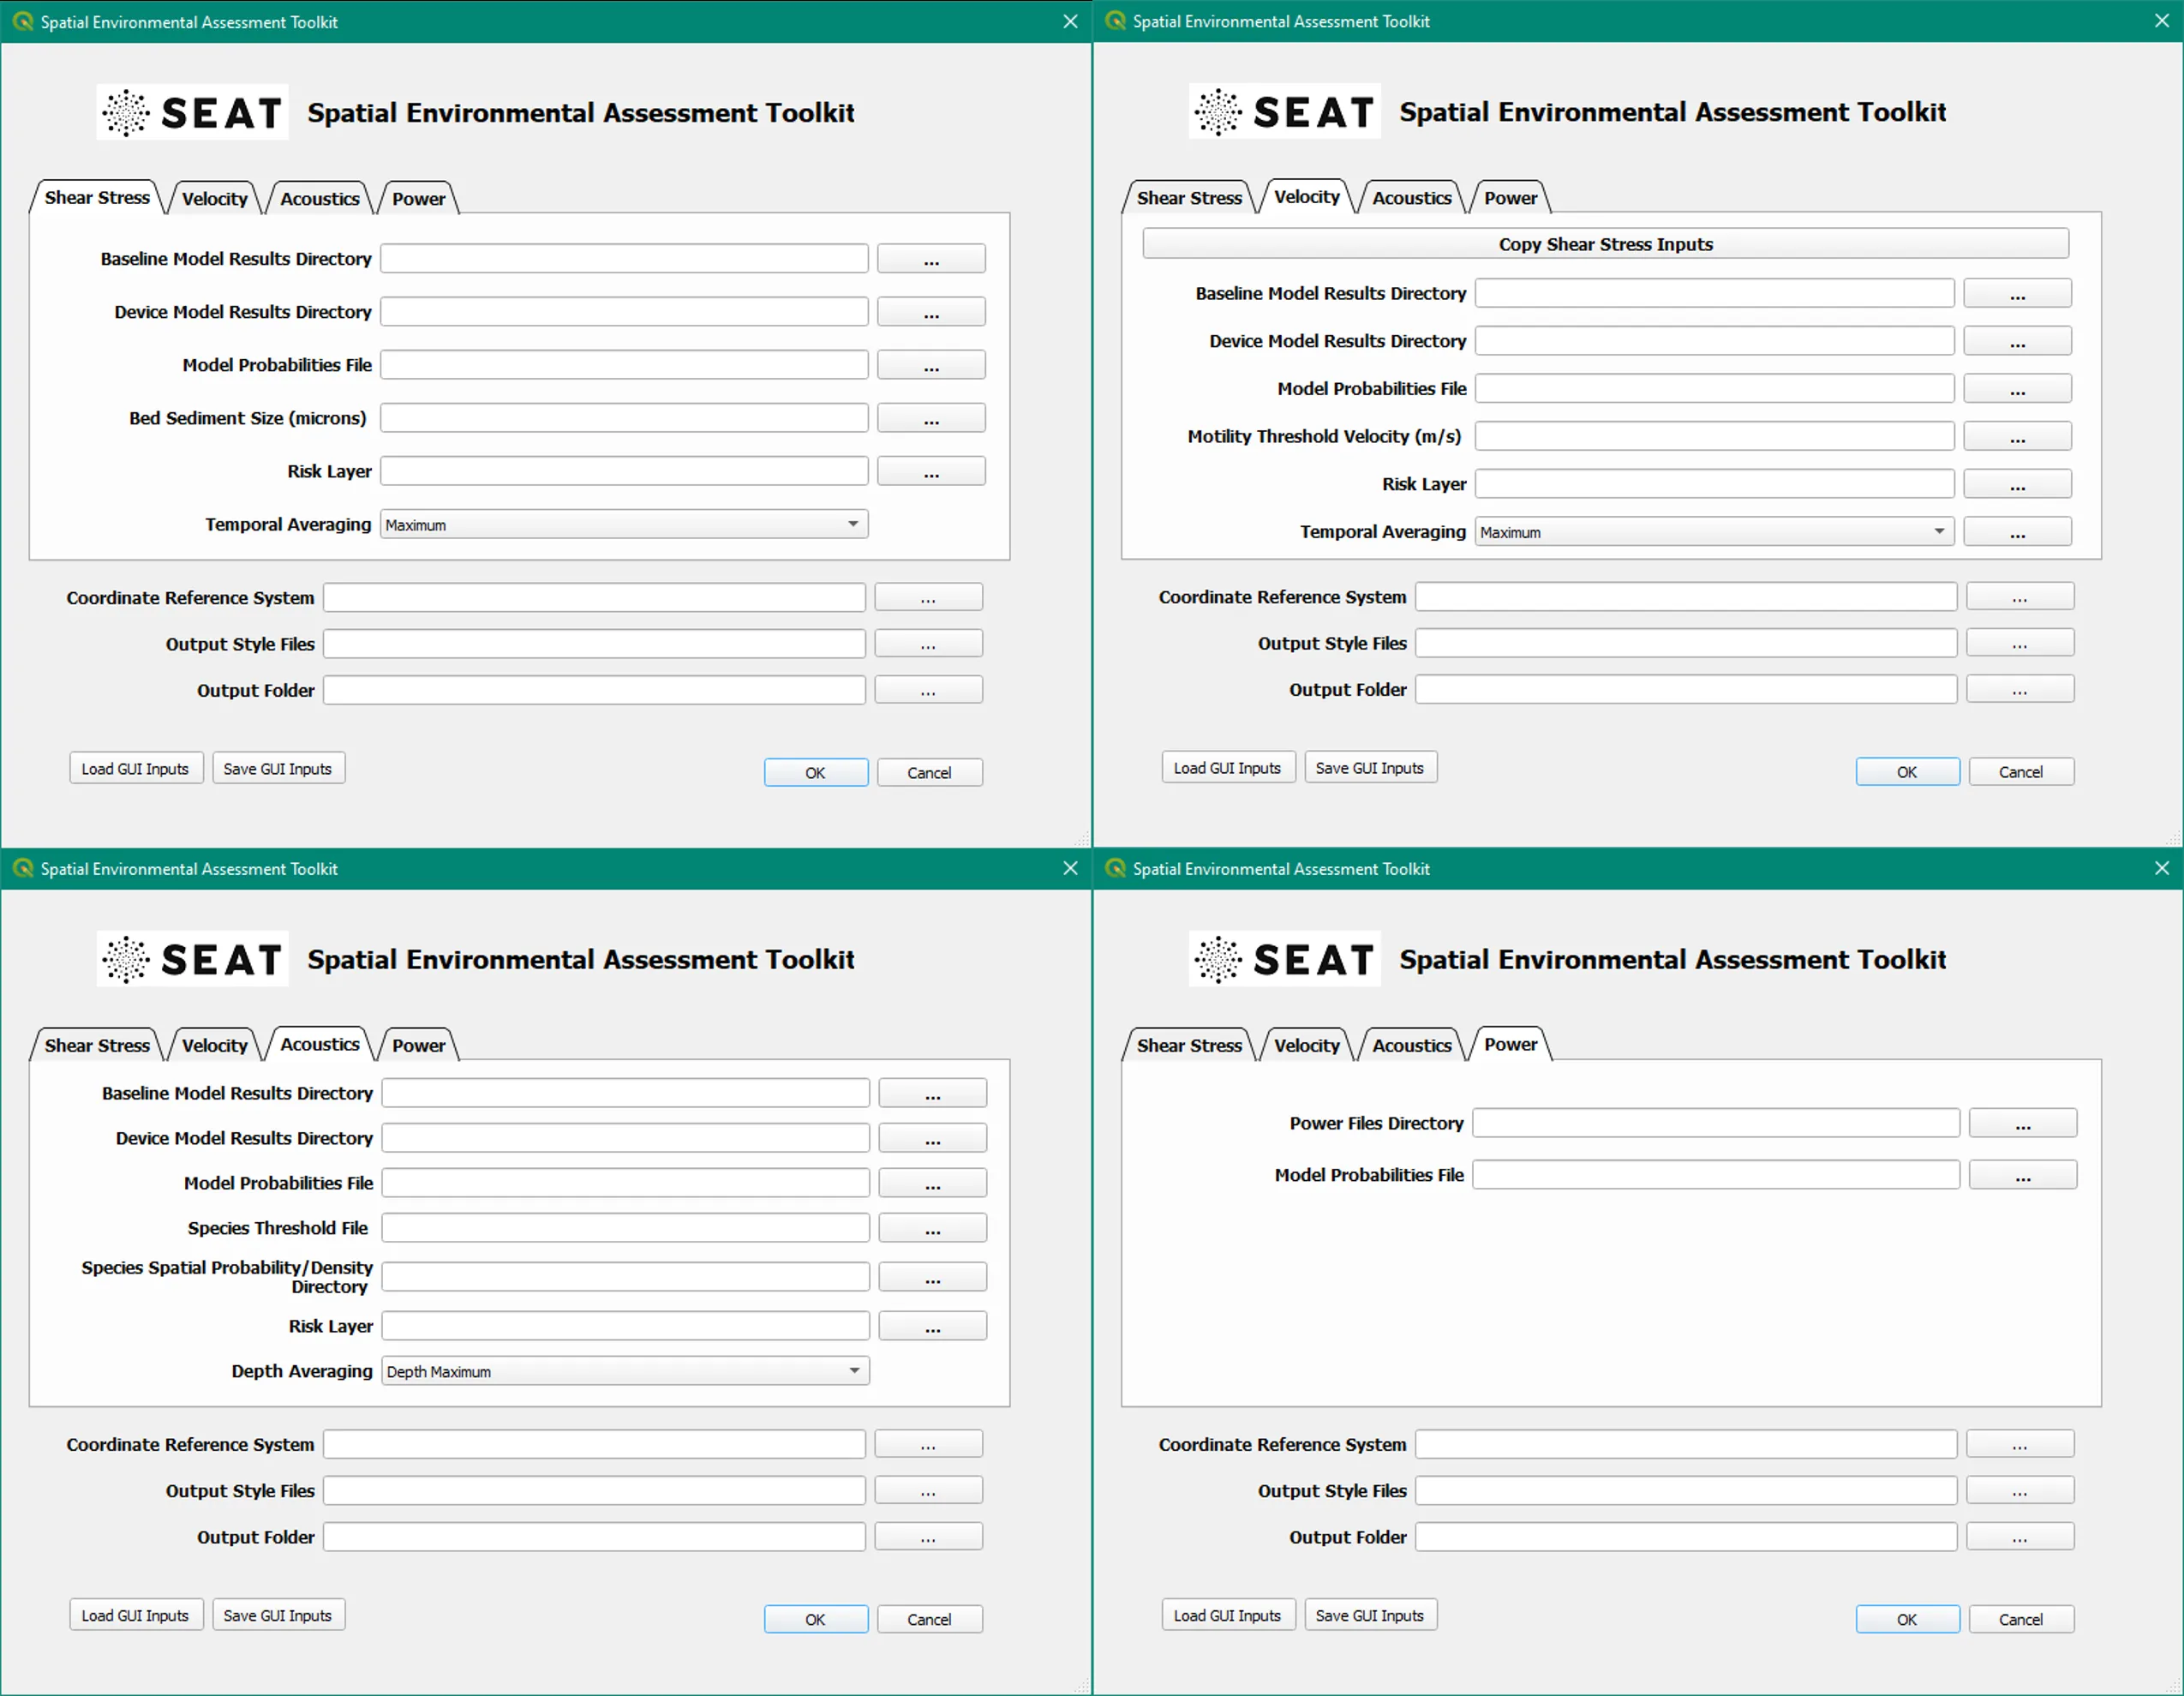 Spatial Environmental Assessment Toolkit
SEAT Spatial Environmental Assessment Toolkit
Shear Stress Velocity Acoustics Power
Baseline Model Results Directory ...
Device Model Results Directory ...
Model Probabilities File ...
Bed Sediment Size (microns) ...
Risk Layer ...
Temporal Averaging Maximum
Coordinate Reference System ...
Output Style Files ...
Output Folder ...
Load GUI Inputs Save GUI Inputs OK Cancel
Spatial Environmental Assessment Toolkit
SEAT Spatial Environmental Assessment Toolkit
Shear Stress Velocity Acoustics Power
Copy Shear Stress Inputs
Baseline Model Results Directory ...
Device Model Results Directory ...
Model Probabilities File ...
Motility Threshold Velocity (m/s) ...
Risk Layer ...
Temporal Averaging Maximum ...
Coordinate Reference System ...
Output Style Files ...
Output Folder ...
Load GUI Inputs Save GUI Inputs OK Cancel
Spatial Environmental Assessment Toolkit
SEAT Spatial Environmental Assessment Toolkit
Shear Stress Velocity Acoustics Power
Baseline Model Results Directory ...
Device Model Results Directory ...
Model Probabilities File ...
Species Threshold File ...
Species Spatial Probability/Density
Directory ...
Risk Layer ...
Depth Averaging Depth Maximum
Coordinate Reference System ...
Output Style Files ...
Output Folder ...
Load GUI Inputs Save GUI Inputs OK Cancel
Spatial Environmental Assessment Toolkit
SEAT Spatial Environmental Assessment Toolkit
Shear Stress Velocity Acoustics Power
Power Files Directory ...
Model Probabilities File ...
Coordinate Reference System ...
Output Style Files ...
Output Folder ...
Load GUI Inputs Save GUI Inputs OK Cancel